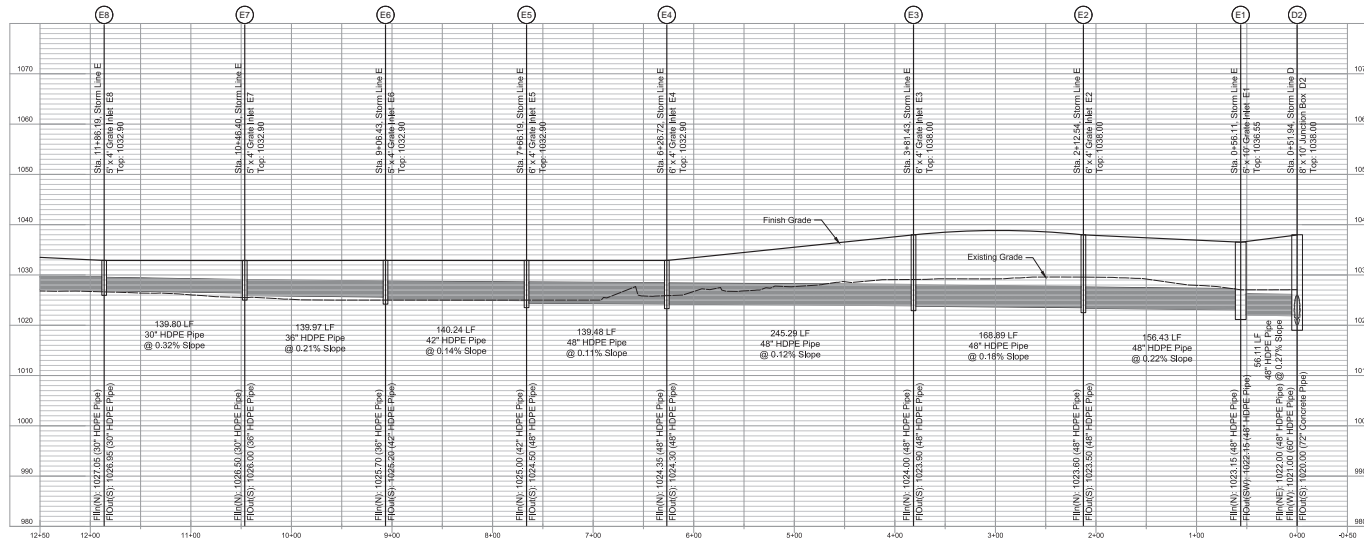 E8
E7
E6
E5
E4
E3
E2
E1
D2
1070
1060
1050
1040
1030
1020
1010
1000
990
980
Sta. 11+86.19, Storm Line E
5' x 4' Grate Inlet E8
Top: 1032.90
Sta. 10+46.40, Storm Line E
5' x 4' Grate Inlet E7
Top: 1032.90
Sta. 9+06.43, Storm Line E
5' x 4' Grate Inlet E6
Top: 1032.90
Sta. 7+66.19, Storm Line E
6' x 4' Grate Inlet E5
Top: 1032.90
Sta. 6+26.72, Storm Line E
6' x 4' Grate Inlet E4
Top: 1032.90
Sta. 3+81.43, Storm Line E
6' x 4' Grate Inlet E3
Top: 1038.00
Sta. 2+12.54, Storm Line E
6' x 4' Grate Inlet E2
Top: 1038.00
Sta. 0+56.11, Storm Line E
5' x 10' Grate Inlet E1
Top: 1036.55
Sta. 0+51.94, Storm Line D
8' x 10' Junction Box D2
Top: 1038.00
Finish Grade
Existing Grade
139.80 LF
30" HDPE Pipe
@ 0.32% Slope
139.97 LF
36" HDPE Pipe
@ 0.21% Slope
140.24 LF
42" HDPE Pipe
@ 0.14% Slope
139.48 LF
48" HDPE Pipe
@ 0.11% Slope
245.29 LF
48" HDPE Pipe
@ 0.12% Slope
168.89 LF
48" HDPE Pipe
@ 0.18% Slope
156.43 LF
48" HDPE Pipe
@ 0.22% Slope
56.11 LF
48" HDPE Pipe
@ 0.27% Slope
FlIn(N): 1027.05 (30" HDPE Pipe)
FlOut(S): 1026.95 (30" HDPE Pipe)
FlIn(N): 1026.50 (30" HDPE Pipe)
FlOut(S): 1026.00 (36" HDPE Pipe)
FlIn(N): 1025.70 (36" HDPE Pipe)
FlOut(S): 1025.20 (42" HDPE Pipe)
FlIn(N): 1025.00 (42" HDPE Pipe)
FlOut(S): 1024.50 (48" HDPE Pipe)
FlIn(N): 1024.35 (48" HDPE Pipe)
FlOut(S): 1024.30 (48" HDPE Pipe)
FlIn(N): 1024.00 (48" HDPE Pipe)
FlOut(S): 1023.90 (48" HDPE Pipe)
FlIn(N): 1023.60 (48" HDPE Pipe)
FlOut(S): 1023.50 (48" HDPE Pipe)
FlIn(N): 1023.15 (48" HDPE Pipe)
FlOut(SW): 1022.15 (48" HDPE Pipe)
FlIn(NE): 1022.00 (48" HDPE Pipe)
FlIn(W): 1021.00 (60" HDPE Pipe)
FlOut(S): 1020.00 (72" Concrete Pipe)
12+50
12+00
11+00
10+00
9+00
8+00
7+00
6+00
5+00
4+00
3+00
2+00
1+00
0+00
-0+50